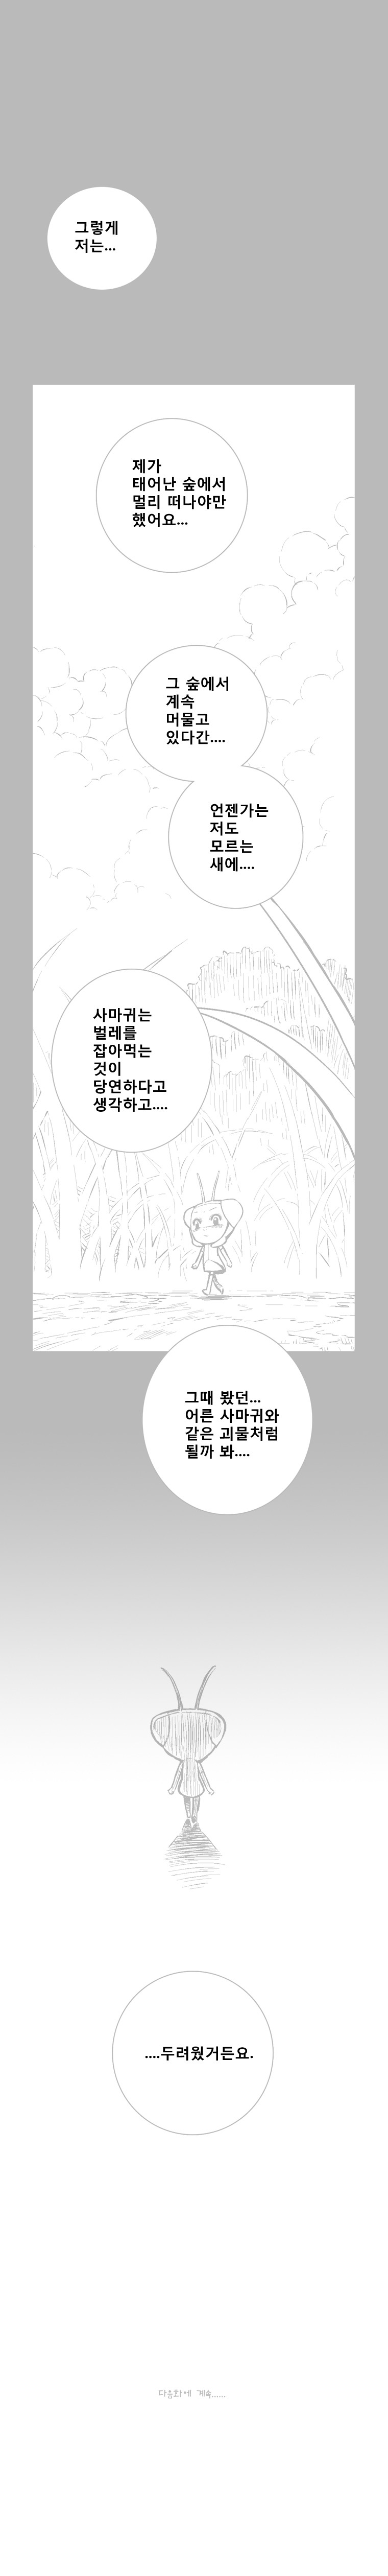 그렇게
저는...
제가
태어난 숲에서
멀리 떠나야만
했어요...
그 숲에서
계속
머물고
있다간....
언젠가는
저도
모르는
새에....
사마귀는
벌레를
잡아먹는
것이
당연하다고
생각하고....
그때 봤던...
어른 사마귀와
같은 괴물처럼
될까 봐....
....두려웠거든요.
다음화에 계속......